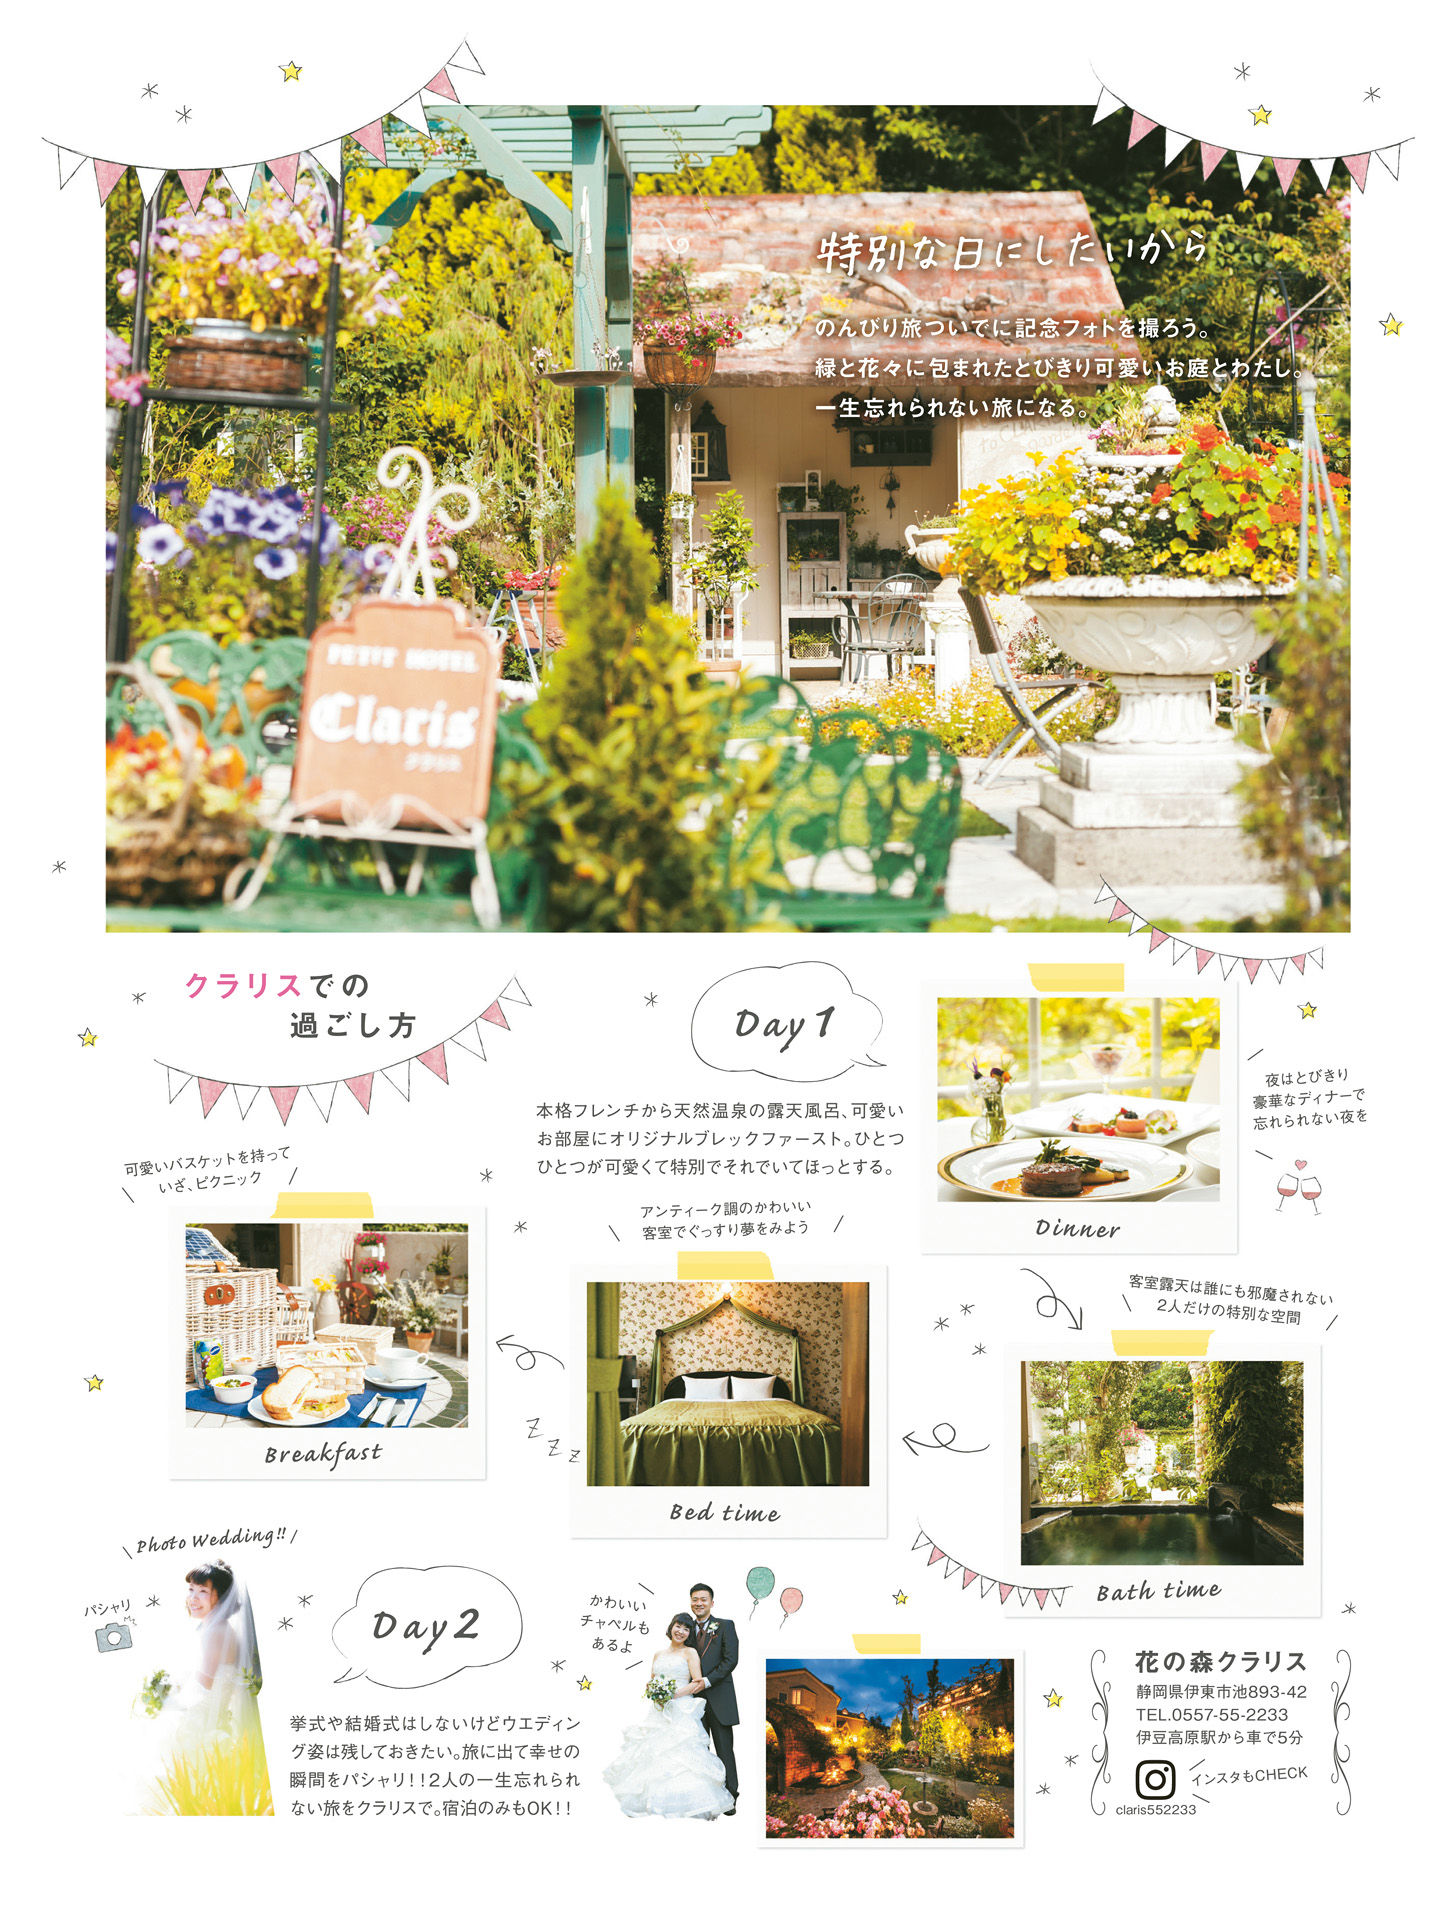 特別な日にしたいから
のんびり旅ついでに記念フォトを撮ろう。
緑と花々に包まれたとびきり可愛いお庭とわたし。
一生忘れられない旅になる。
PETIT HOTEL
Claris
クラリス
クラリスでの
過ごし方
Day1
本格フレンチから天然温泉の露天風呂、可愛い
お部屋にオリジナルブレックファースト。ひとつ
ひとつが可愛くて特別でそれでいてほっとする。
夜はとびきり
豪華なディナーで
忘れられない夜を
Dinner
客室露天は誰にも邪魔されない
2人だけの特別な空間
Bath time
アンティーク調のかわいい
客室でぐっすり夢をみよう
Bed time
z z z
可愛いバスケットを持って
いざ、ピクニック
Breakfast
Photo Wedding!!
パシャリ
Day2
挙式や結婚式はしないけどウエディン
グ姿は残しておきたい。旅に出て幸せの
瞬間をパシャリ！！2人の一生忘れられ
ない旅をクラリスで。宿泊のみもOK！！
かわいい
チャペルも
あるよ
花の森クラリス
静岡県伊東市池893-42
TEL.0557-55-2233
伊豆高原駅から車で5分
インスタもCHECK
claris552233